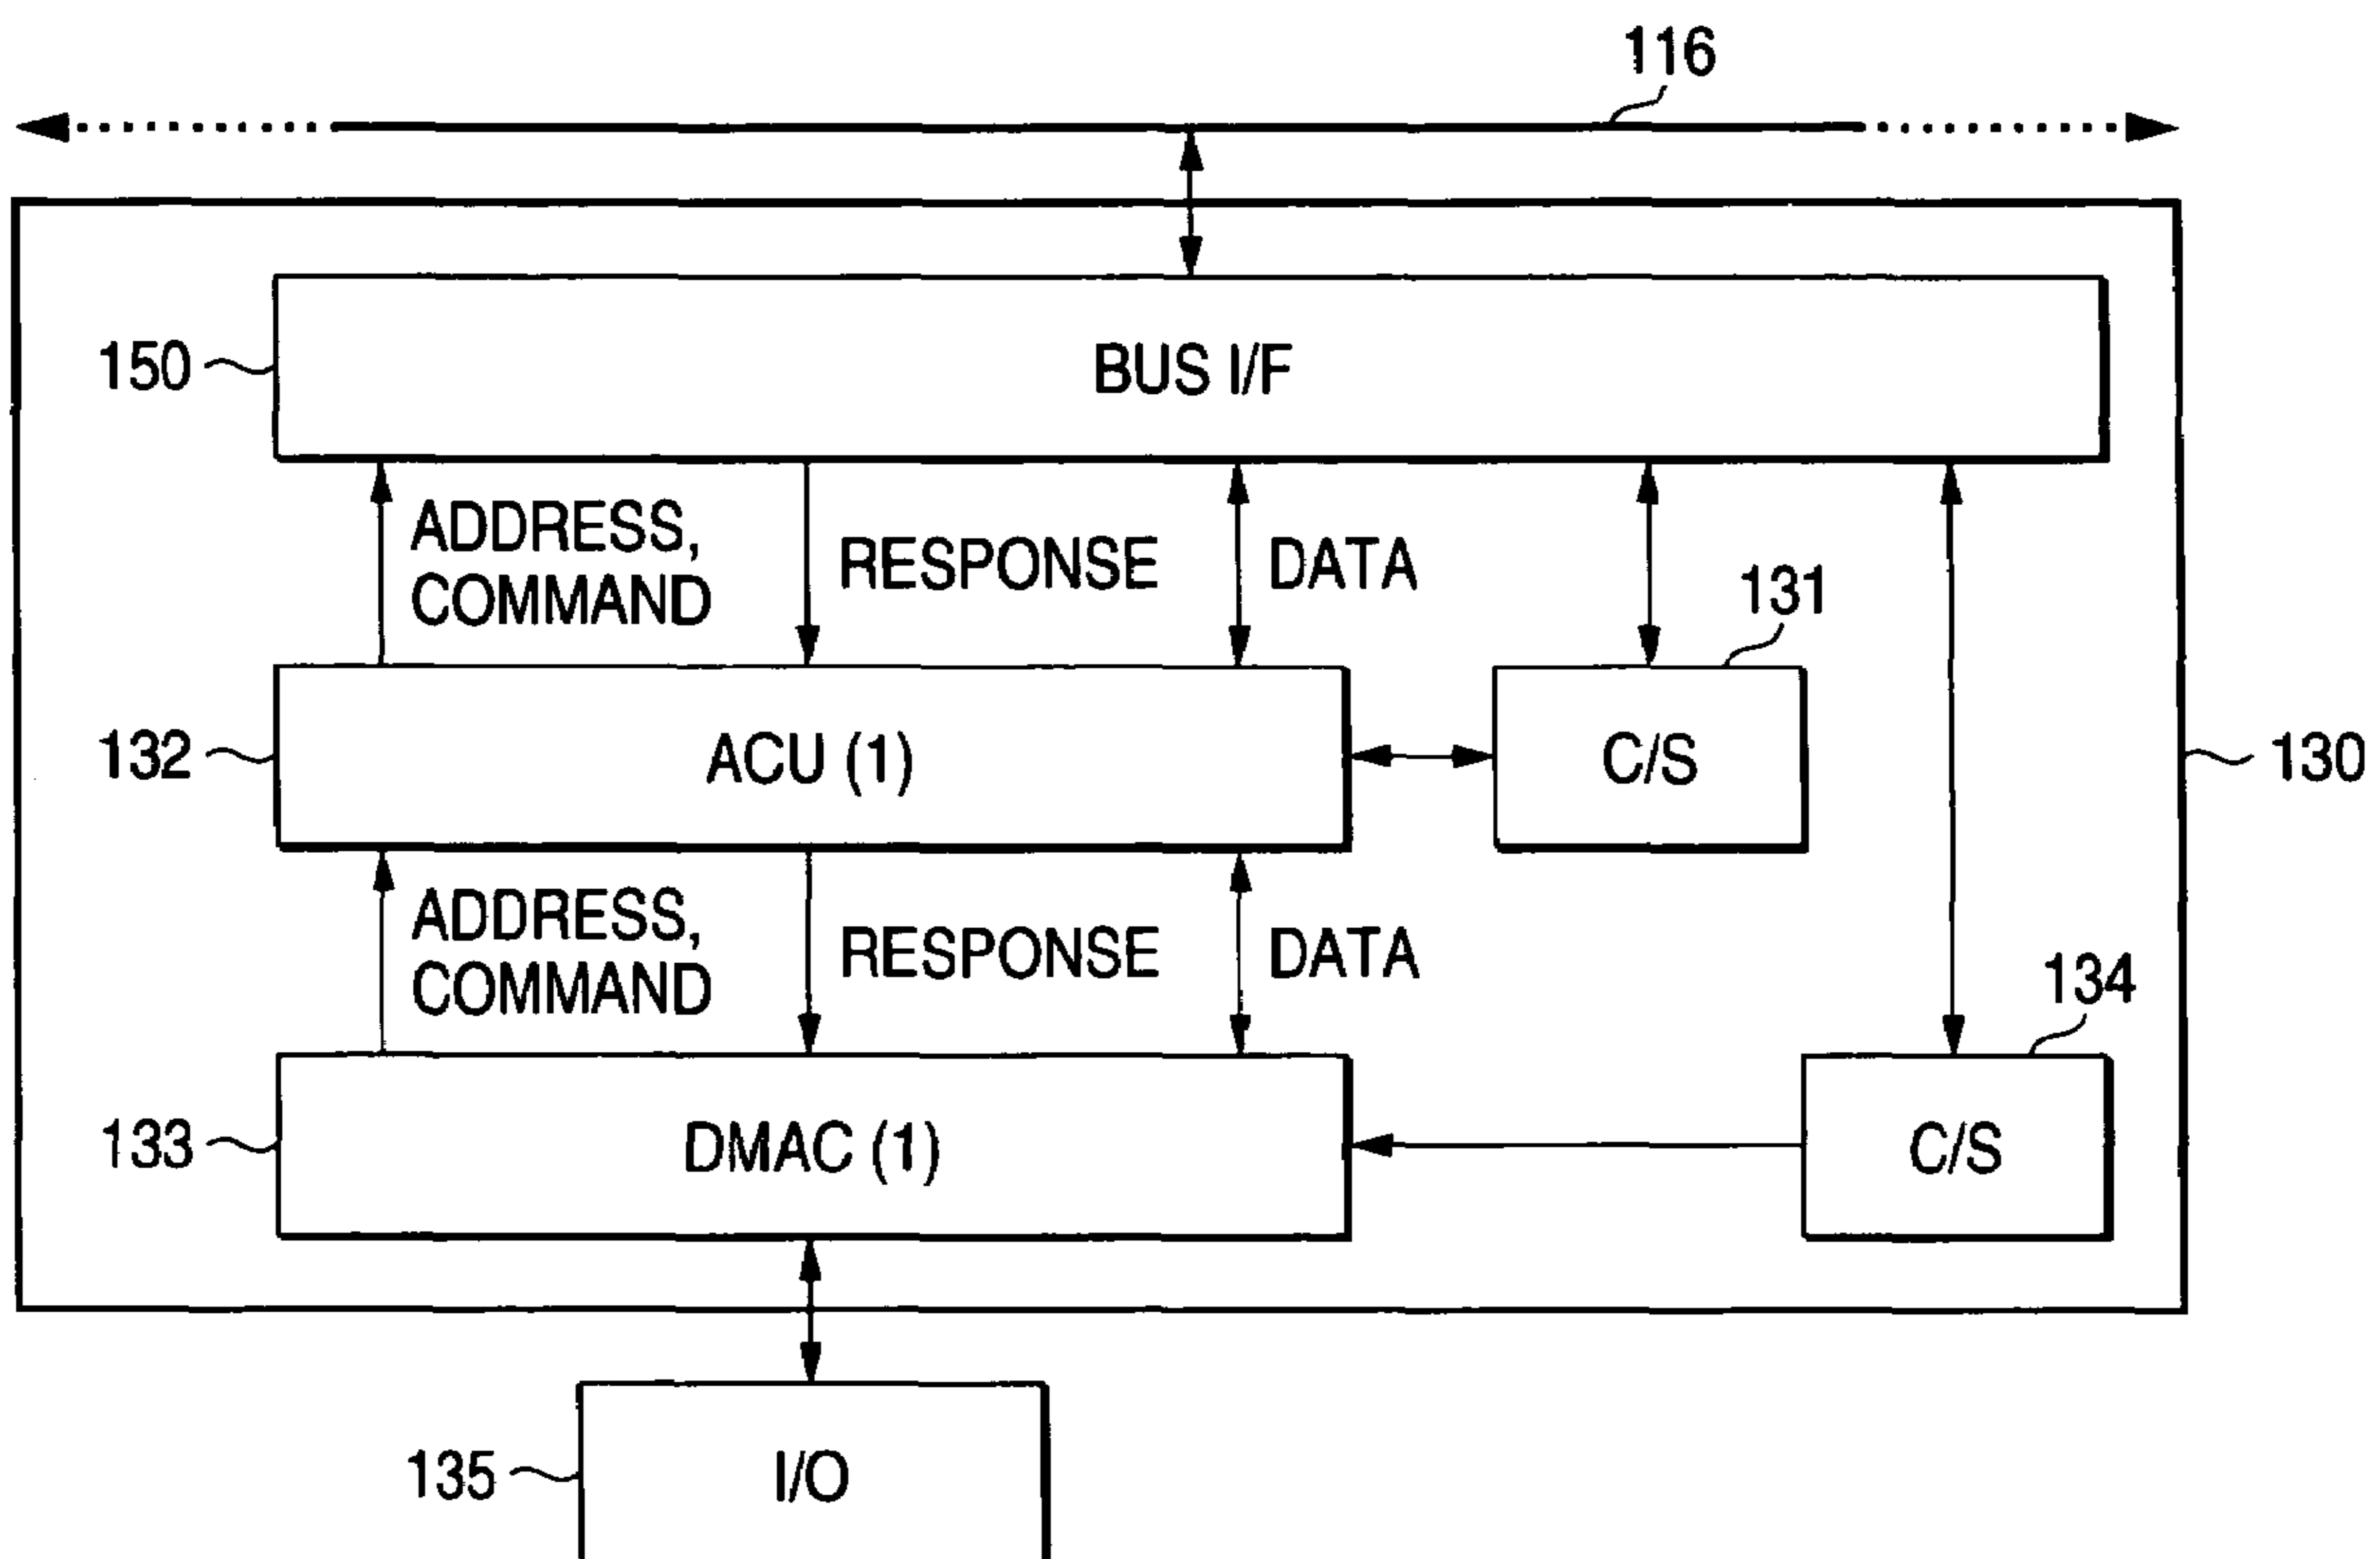 116
150
BUS I/F
ADDRESS,
COMMAND
RESPONSE
DATA
131
132
ACU (1)
C/S
130
ADDRESS,
COMMAND
RESPONSE
DATA
134
133
DMAC (1)
C/S
135
I/O